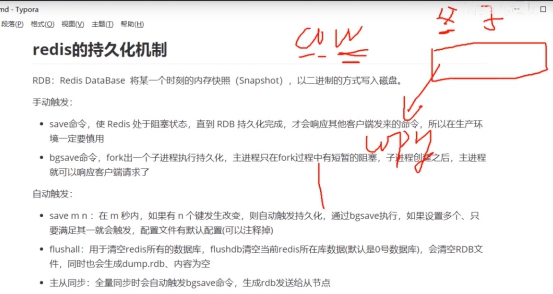 md - Typora
段落(P) 格式(O) 视图(V) 主题(T) 帮助(H)
redis的持久化机制
COW
父 子
copy
RDB：Redis DataBase 将某一个时刻的内存快照（Snapshot），以二进制的方式写入磁盘。
手动触发：
• save命令，使 Redis 处于阻塞状态，直到 RDB 持久化完成，才会响应其他客户端发来的命令，所以在生产环
境一定要慎用
• bgsave命令，fork出一个子进程执行持久化，主进程只在fork过程中有短暂的阻塞，子进程创建之后，主进程
就可以响应客户端请求了
自动触发：
• save m n：在 m 秒内，如果有 n 个键发生改变，则自动触发持久化，通过bgsave执行，如果设置多个、只
要满足其一就会触发，配置文件有默认配置(可以注释掉)
• flushall：用于清空redis所有的数据库，flushdb清空当前redis所在库数据(默认是0号数据库)，会清空RDB文
件，同时也会生成dump.rdb、内容为空
• 主从同步：全量同步时会自动触发bgsave命令，生成rdb发送给从节点